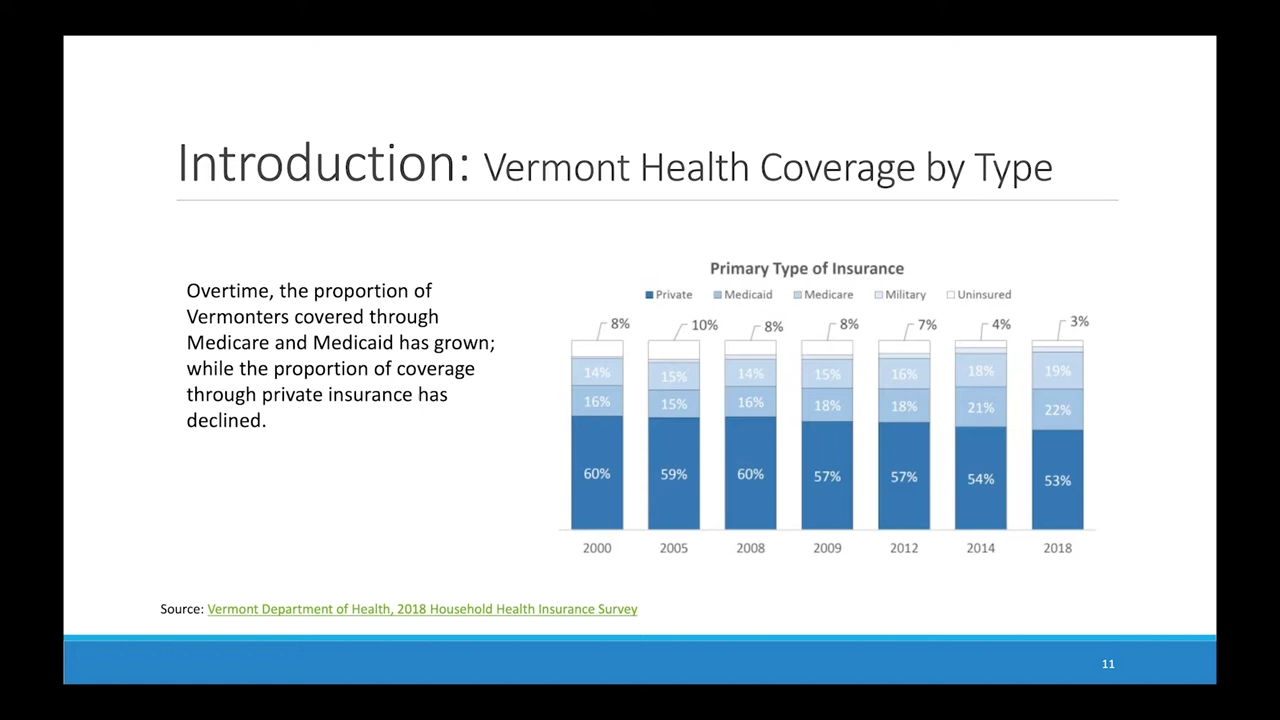 Introduction: Vermont Health Coverage by Type
Overtime, the proportion of
Vermonters covered through
Medicare and Medicaid has grown;
while the proportion of coverage
through private insurance has
declined.
Primary Type of Insurance
Private Medicaid Medicare Military Uninsured
8% 10% 8% 8% 7% 4% 3%
14% 15% 14% 15% 16% 18% 19%
16% 15% 16% 18% 18% 21% 22%
60% 59% 60% 57% 57% 54% 53%
2000 2005 2008 2009 2012 2014 2018
Source: Vermont Department of Health, 2018 Household Health Insurance Survey
11